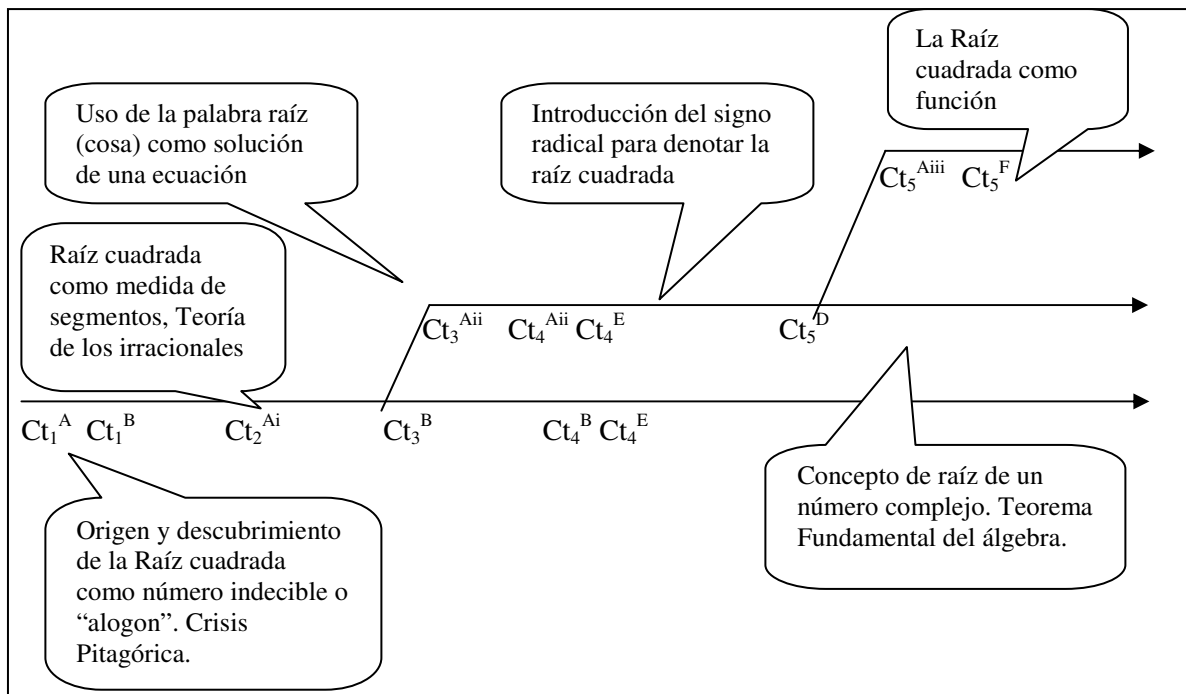 La Raíz
cuadrada como
función
Uso de la palabra raíz
(cosa) como solución
de una ecuación
Introducción del signo
radical para denotar la
raíz cuadrada
Ct₅ᴬⁱⁱⁱ Ct₅ᶠ
Raíz cuadrada
como medida de
segmentos, Teoría
de los irracionales
Ct₃ᴬⁱⁱ Ct₄ᴬⁱⁱ Ct₄ᴱ Ct₅ᴰ
Ct₁ᴬ Ct₁ᴮ Ct₂ᴬⁱ Ct₃ᴮ Ct₄ᴮ Ct₄ᴱ
Concepto de raíz de un
número complejo. Teorema
Fundamental del álgebra.
Origen y descubrimiento
de la Raíz cuadrada
como número indecible o
“alogon”. Crisis
Pitagórica.